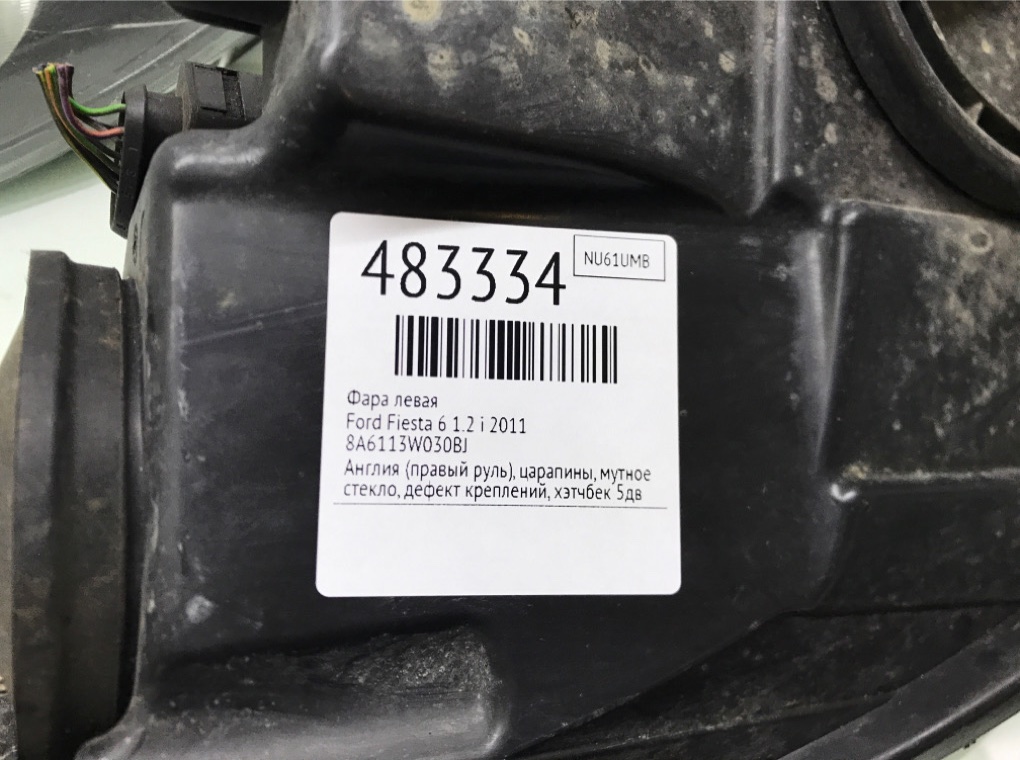 483334
NU61UMB
Фара левая
Ford Fiesta 6 1.2 i 2011
8A6113W030BJ
Англия (правый руль), царапины, мутное
стекло, дефект креплений, хэтчбек 5дв